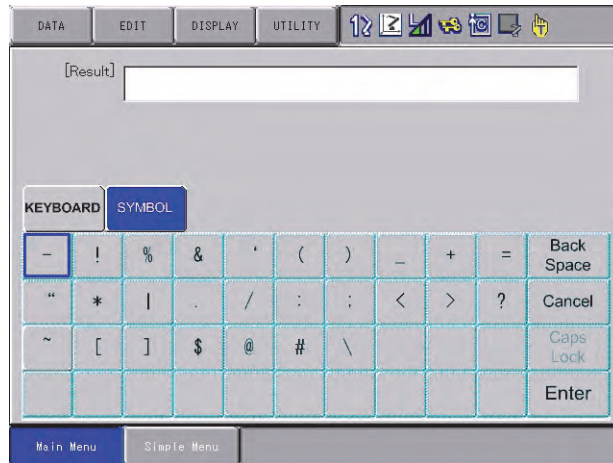 DATA EDIT DISPLAY UTILITY
[Result]
KEYBOARD SYMBOL
- ! % & ‘ ( ) _ + = Back Space
“ * | . / : ; < > ? Cancel
~ [ ] $ @ # \ Caps Lock
Enter
Main Menu Simple Menu